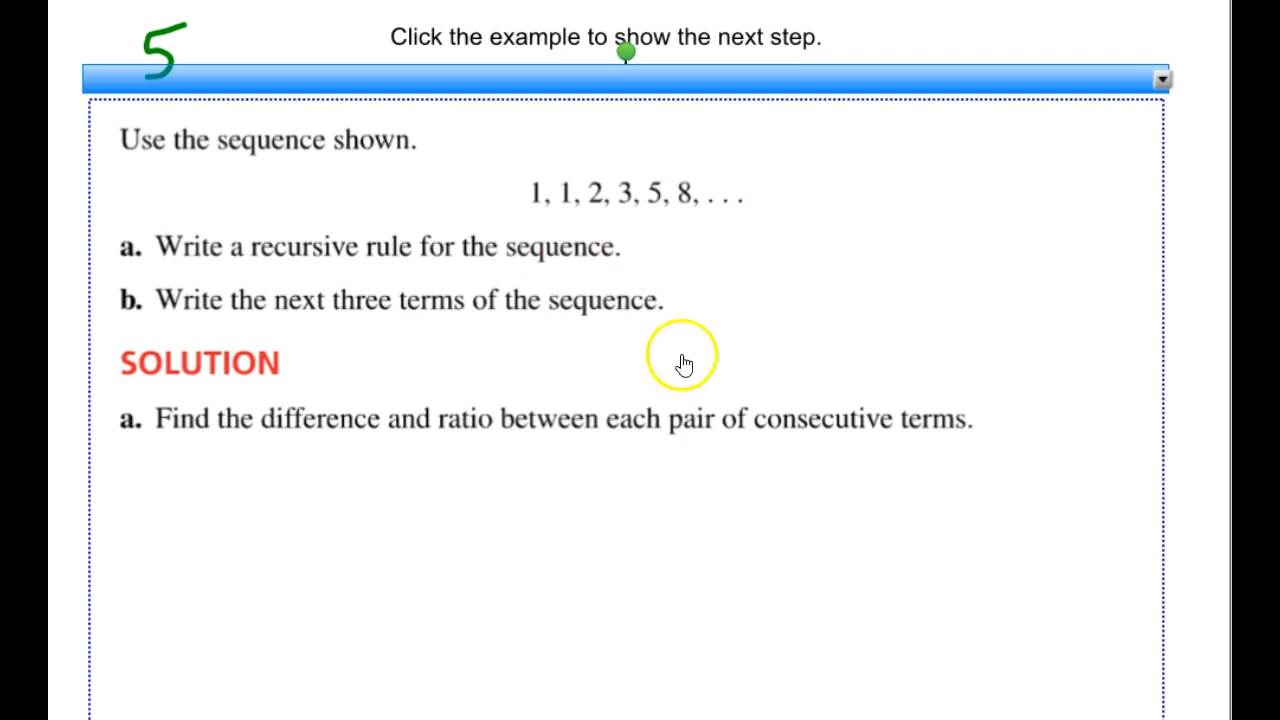 5
Click the example to show the next step.
Use the sequence shown.
1, 1, 2, 3, 5, 8, . . .
a. Write a recursive rule for the sequence.
b. Write the next three terms of the sequence.
SOLUTION
a. Find the difference and ratio between each pair of consecutive terms.